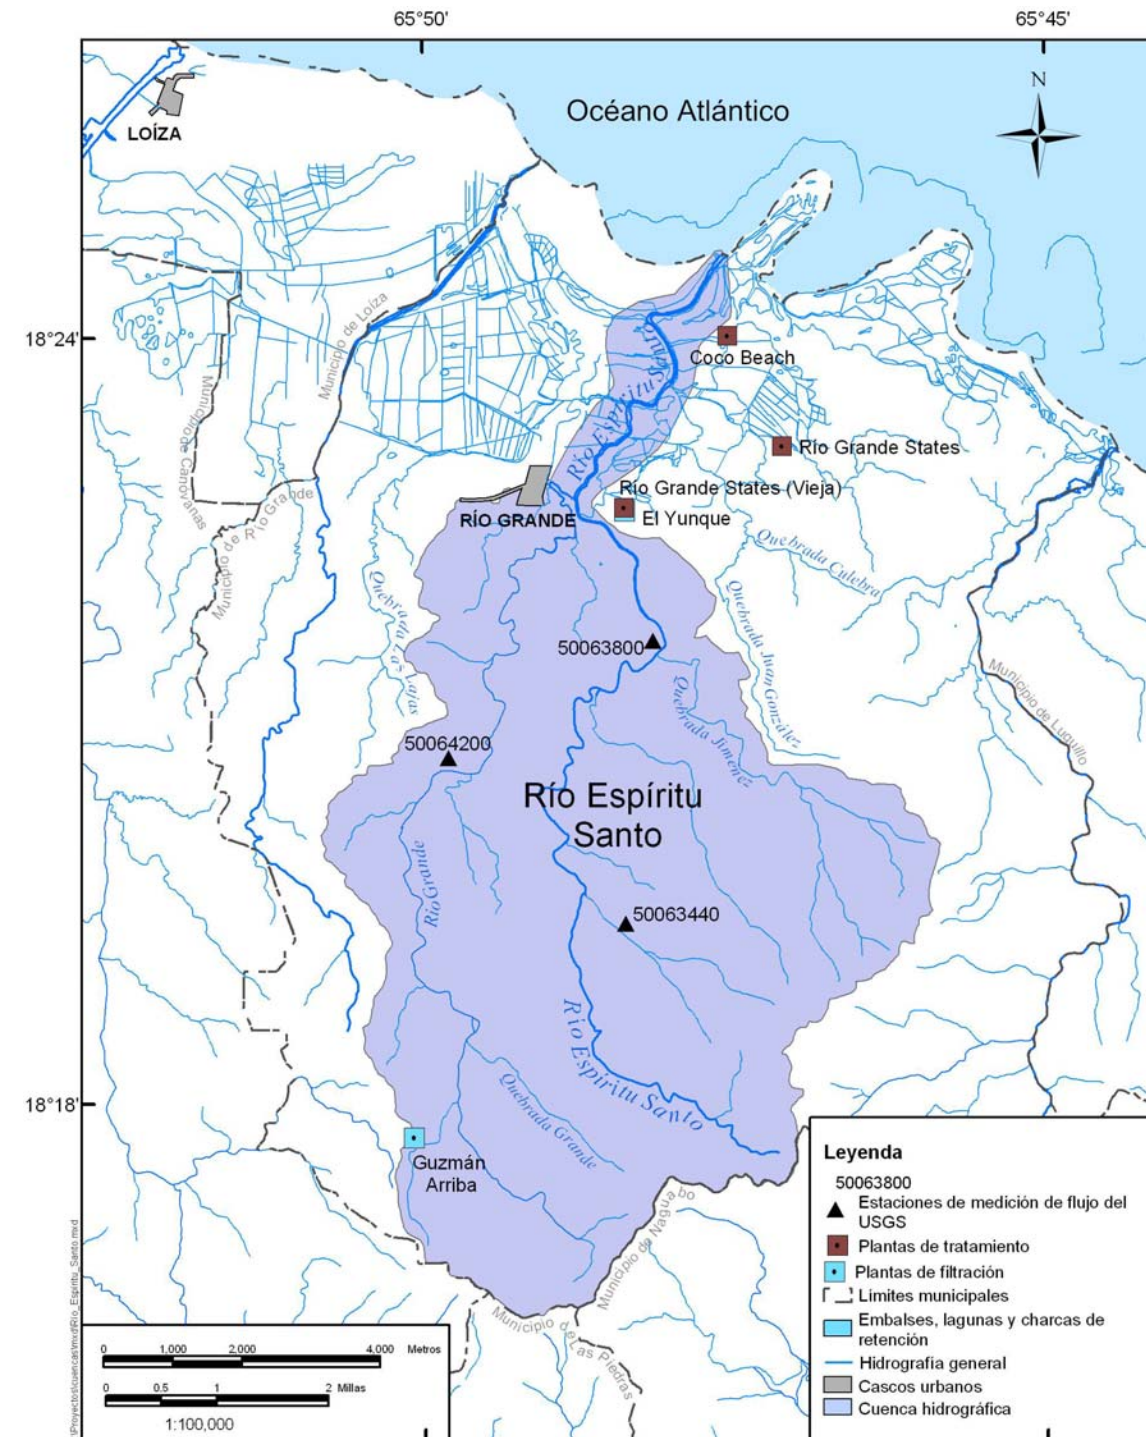 65°50'
65°45'
N
Océano Atlántico
LOÍZA
Municipio de Loíza
18°24'
Coco Beach
Municipio de Canovanas
Río Espíritu Santo
Río Grande States
Río Grande States (Vieja)
RÍO GRANDE
El Yunque
Municipio de Río Grande
Quebrada Culebra
Quebrada Las Lajas
Quebrada Juan González
50063800
Municipio de Luquillo
Quebrada Jimenez
50064200
Río Espíritu
Santo
Río Grande
50063440
Río Espíritu Santo
18°18'
Quebrada Grande
Guzmán
Arriba
Municipio de Naguabo
Municipio de Las Piedras
Leyenda
50063800
Estaciones de medición de flujo del
USGS
Plantas de tratamiento
Plantas de filtración
Limites municipales
Embalses, lagunas y charcas de
retención
Hidrografía general
Cascos urbanos
Cuenca hidrográfica
0 1,000 2,000 4,000 Metros
0 0.5 1 2 Millas
1:100,000